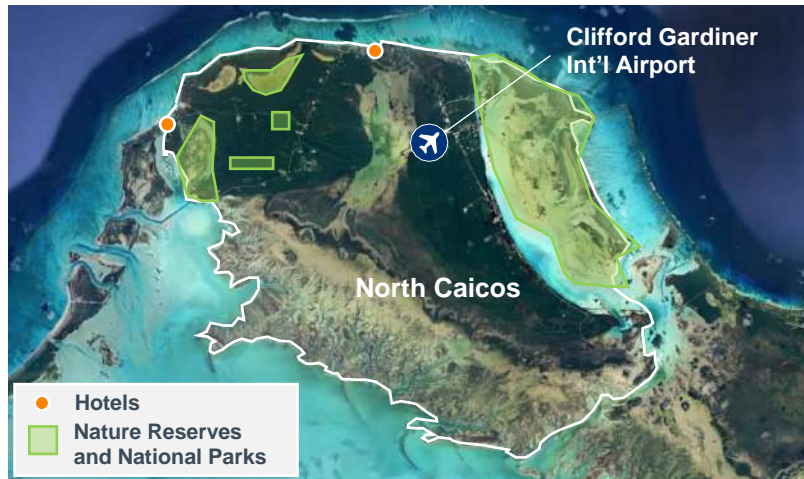 Clifford Gardiner
Int'l Airport
North Caicos
Hotels
Nature Reserves
and National Parks